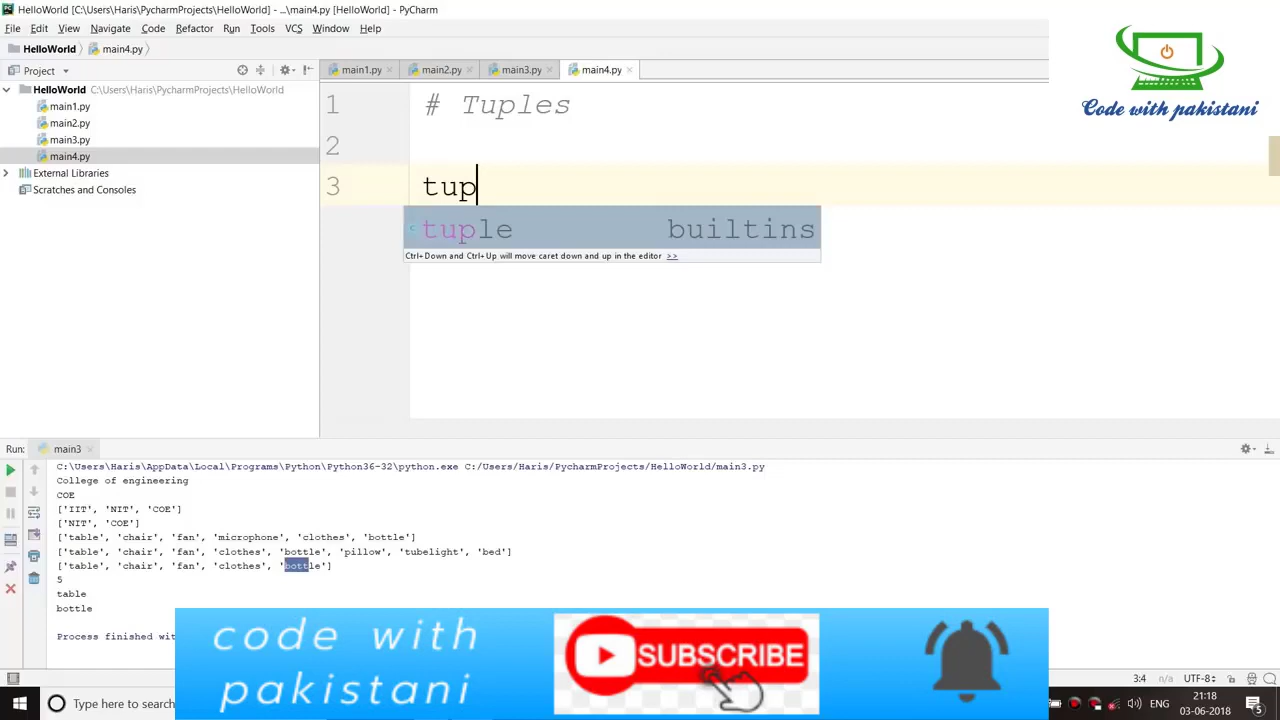 HelloWorld [C:\Users\Haris\PycharmProjects\HelloWorld] - ...\main4.py - PyCharm
File Edit View Navigate Code Refactor Run Tools VCS Window Help
HelloWorld main4.py
Project main1.py main2.py main3.py main4.py
HelloWorld C:\Users\Haris\PycharmProjects\HelloWorld
main1.py
main2.py
main3.py
main4.py
External Libraries
Scratches and Consoles
1 # Tuples
2
3 tup
tuple builtins
Ctrl+Down and Ctrl+Up will move caret down and up in the editor >>
Code with pakistani
Run: main3
C:\Users\Haris\AppData\Local\Programs\Python\Python36-32\python.exe C:/Users/Haris/PycharmProjects/HelloWorld/main3.py
College of engineering
COE
['IIT', 'NIT', 'COE']
['NIT', 'COE']
['table', 'chair', 'fan', 'microphone', 'clothes', 'bottle']
['table', 'chair', 'fan', 'clothes', 'bottle', 'pillow', 'tubelight', 'bed']
['table', 'chair', 'fan', 'clothes', 'bottle']
5
table
bottle
Process finished wit
code with
pakistani
SUBSCRIBE
3:4 n/a UTF-8
Type here to search
21:18
03-06-2018
5